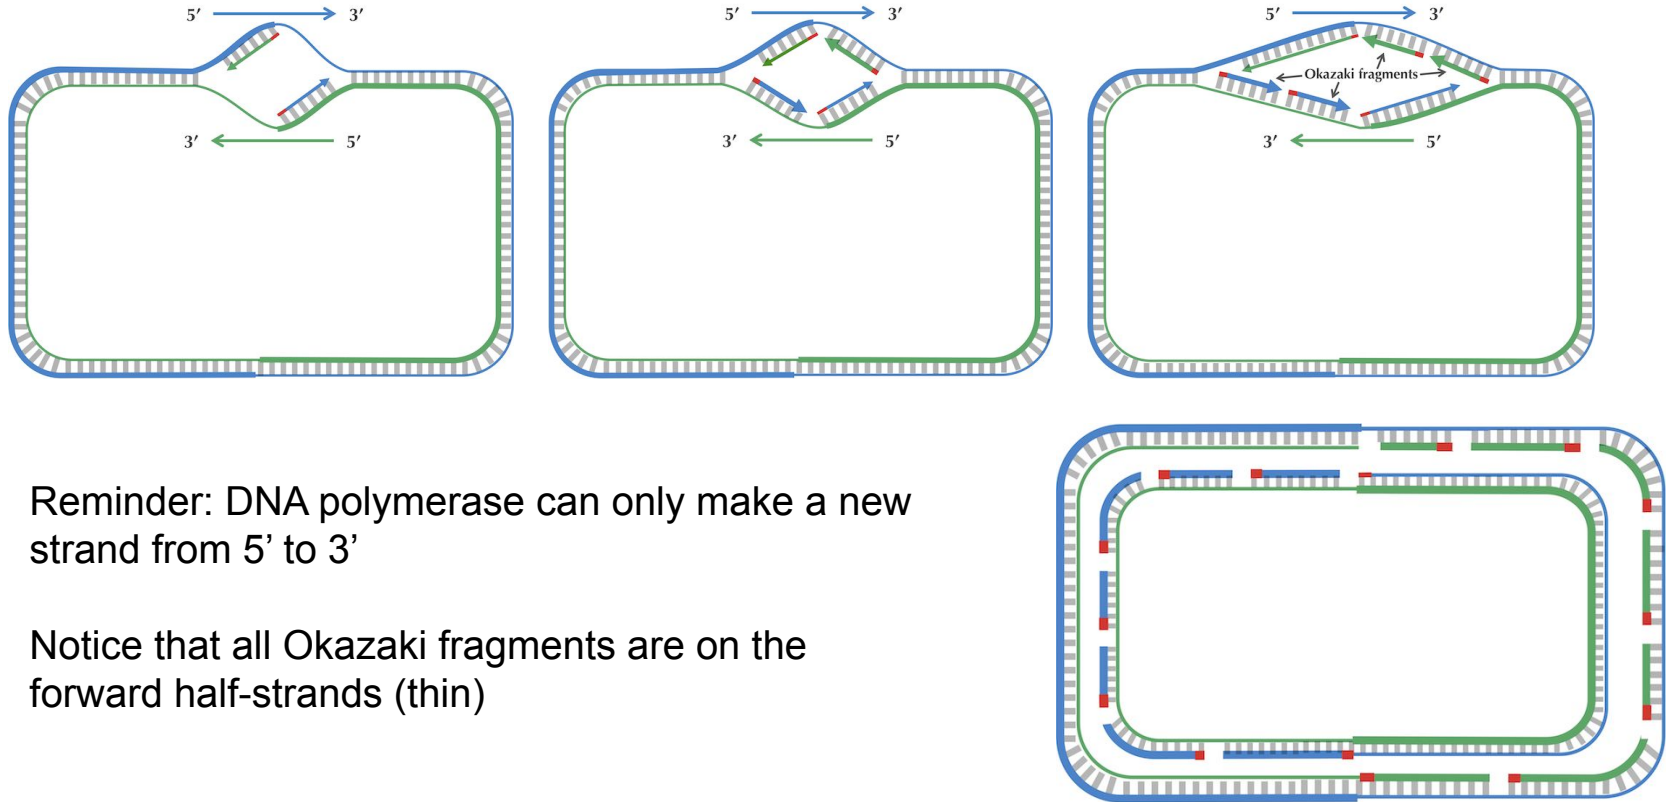 5′ 3′
3′ 5′
5′ 3′
3′ 5′
5′ 3′
Okazaki fragments
3′ 5′
Reminder: DNA polymerase can only make a new
strand from 5’ to 3’
Notice that all Okazaki fragments are on the
forward half-strands (thin)